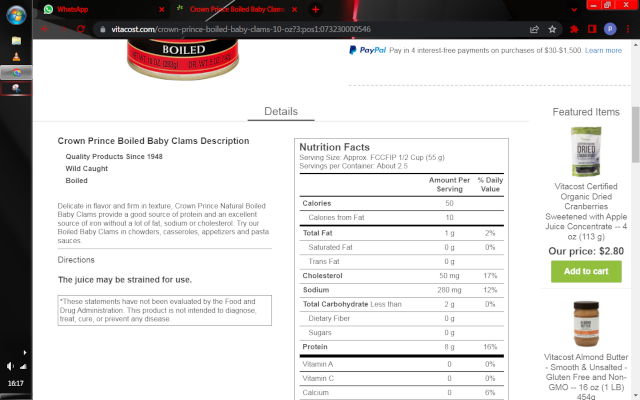 WhatsApp
Crown Prince Boiled Baby Clams
vitacost.com/crown-prince-boiled-baby-clams-10-oz?3:pos1:073230000546
BOILED
PayPal Pay in 4 interest-free payments on purchases of $30-$1,500. Learn more
Details
Crown Prince Boiled Baby Clams Description
Quality Products Since 1948
Wild Caught
Boiled
Delicate in flavor and firm in texture, Crown Prince Natural Boiled
Baby Clams provide a good source of protein and an excellent
source of iron without a lot of fat, sodium or cholesterol. Try our
Boiled Baby Clams in chowders, casseroles, appetizers and pasta
sauces.
Directions
The juice may be strained for use.
*These statements have not been evaluated by the Food and
Drug Administration. This product is not intended to diagnose,
treat, cure, or prevent any disease.
Nutrition Facts
Serving Size: Approx. FCCFIP 1/2 Cup (55 g)
Servings per Container: About 2.5
Amount Per Serving % Daily Value
Calories 50
Calories from Fat 10
Total Fat 1 g 2%
Saturated Fat 0 g 0%
Trans Fat 0 g
Cholesterol 50 mg 17%
Sodium 280 mg 12%
Total Carbohydrate Less than 2 g 0%
Dietary Fiber 0 g
Sugars 0 g
Protein 8 g 16%
Vitamin A 0 0%
Vitamin C 0 0%
Calcium 0 6%
Featured Items
DRIED
Vitacost Certified
Organic Dried
Cranberries
Sweetened with Apple
Juice Concentrate -- 4
oz (113 g)
Our price: $2.80
Add to cart
Vitacost Almond Butter
- Smooth & Unsalted -
Gluten Free and Non-
GMO -- 16 oz (1 LB)
454g
P
16:17